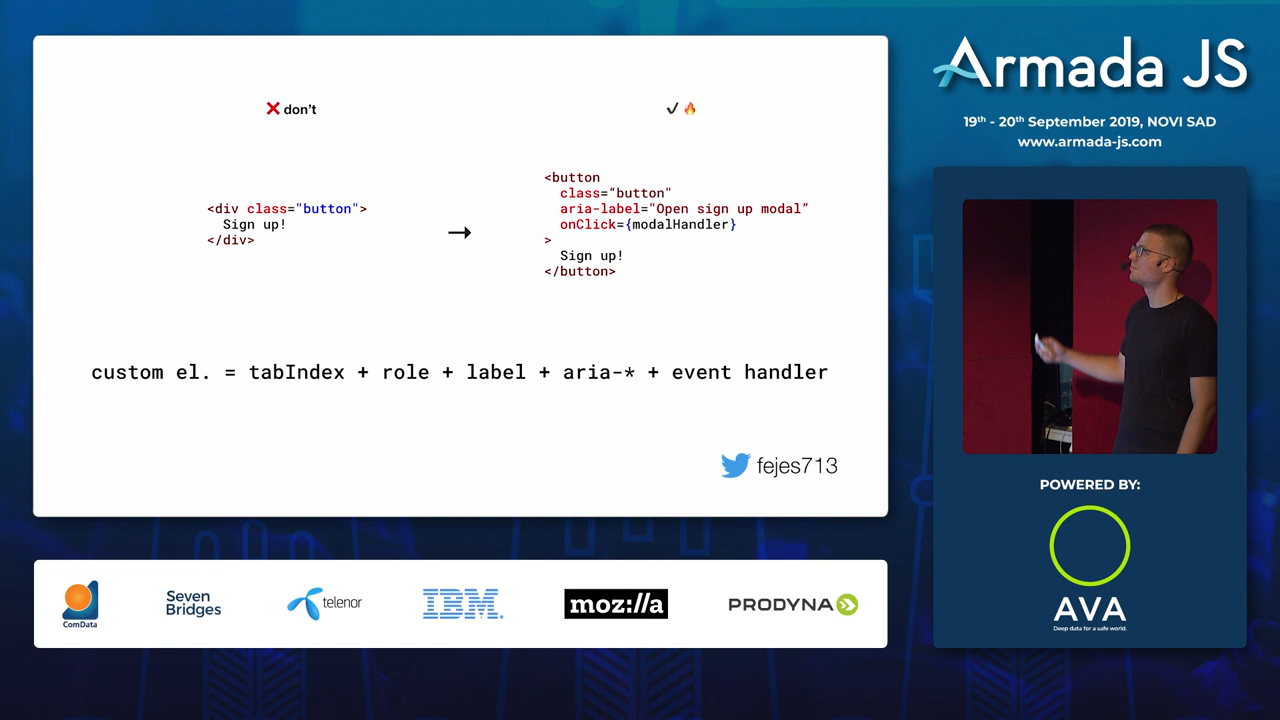 ❌ don't
✓ 🔥
<div class="button">
  Sign up!
</div>
→
<button
  class=“button"
  aria-label="Open sign up modal”
  onClick={modalHandler}
>
  Sign up!
</button>
custom el. = tabIndex + role + label + aria-* + event handler
fejes713
Armada JS
19th - 20th September 2019, NOVI SAD
www.armada-js.com
POWERED BY:
AVA
Deep data for a safe world.
ComData
Seven
Bridges
telenor
IBM.
moz://a
PRODYNA